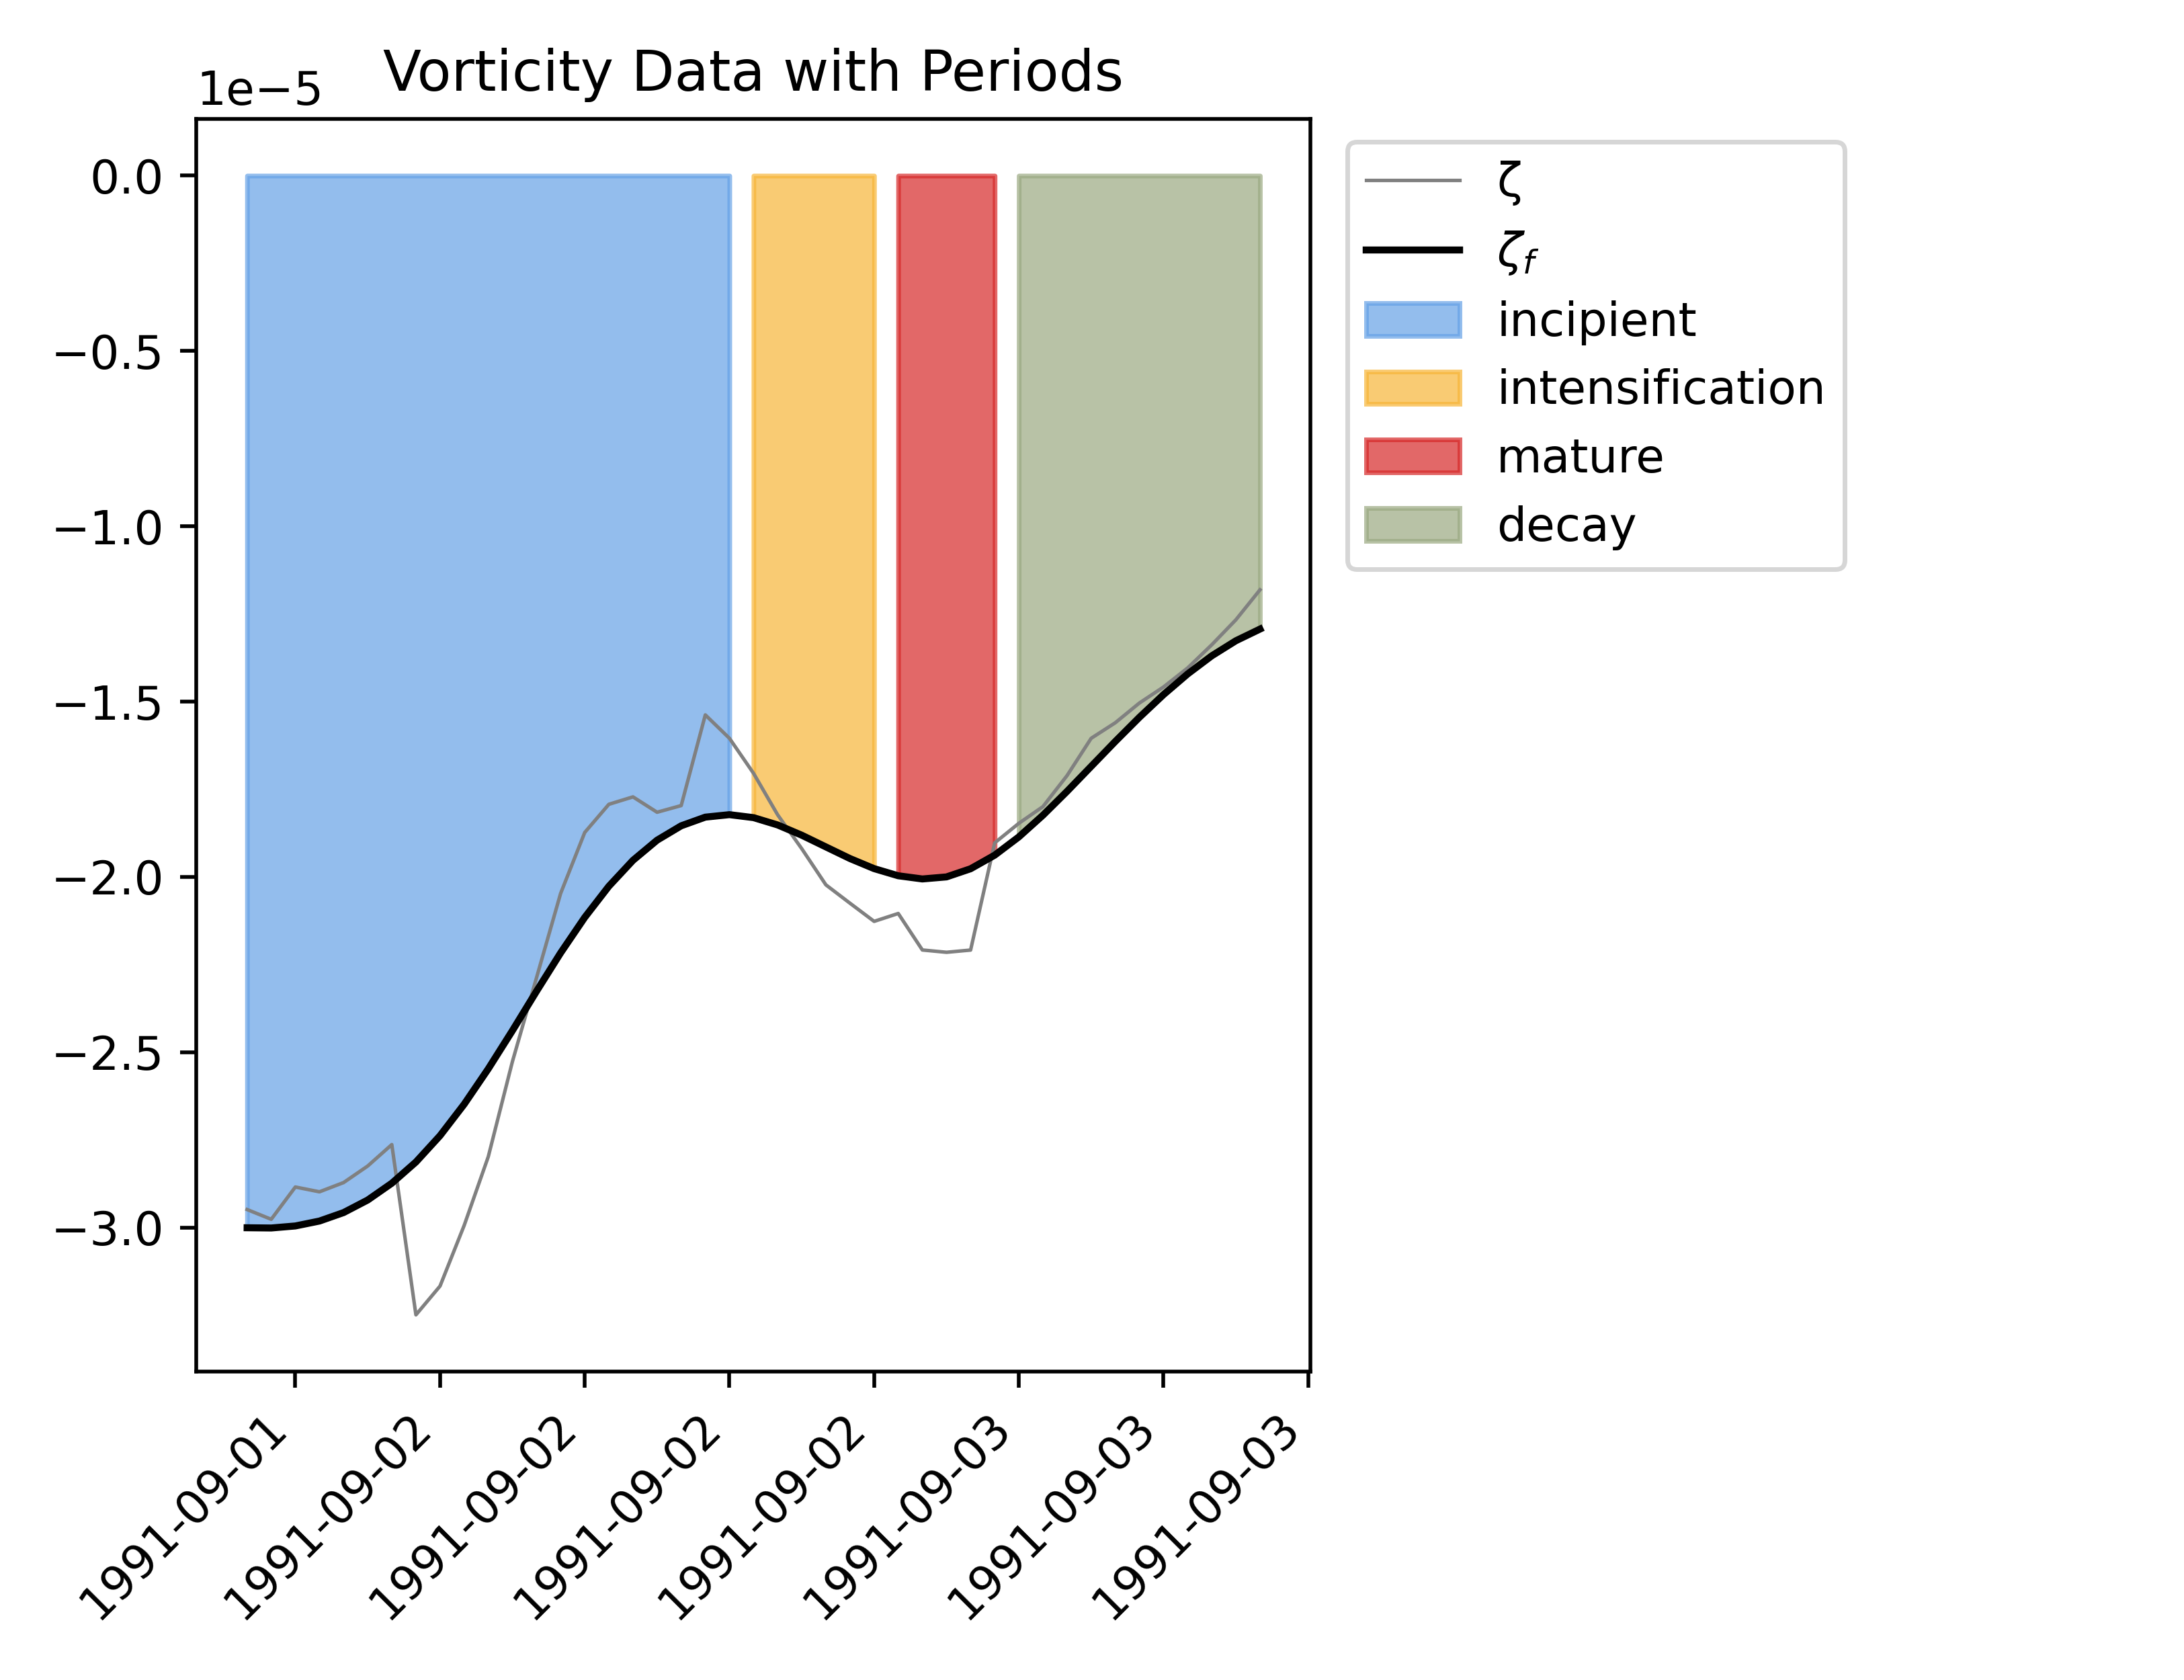 Vorticity Data with Periods
1e−5
0.0
−0.5
−1.0
−1.5
−2.0
−2.5
−3.0
1991-09-01
1991-09-02
1991-09-02
1991-09-02
1991-09-02
1991-09-03
1991-09-03
1991-09-03
ζ
ζf
incipient
intensification
mature
decay